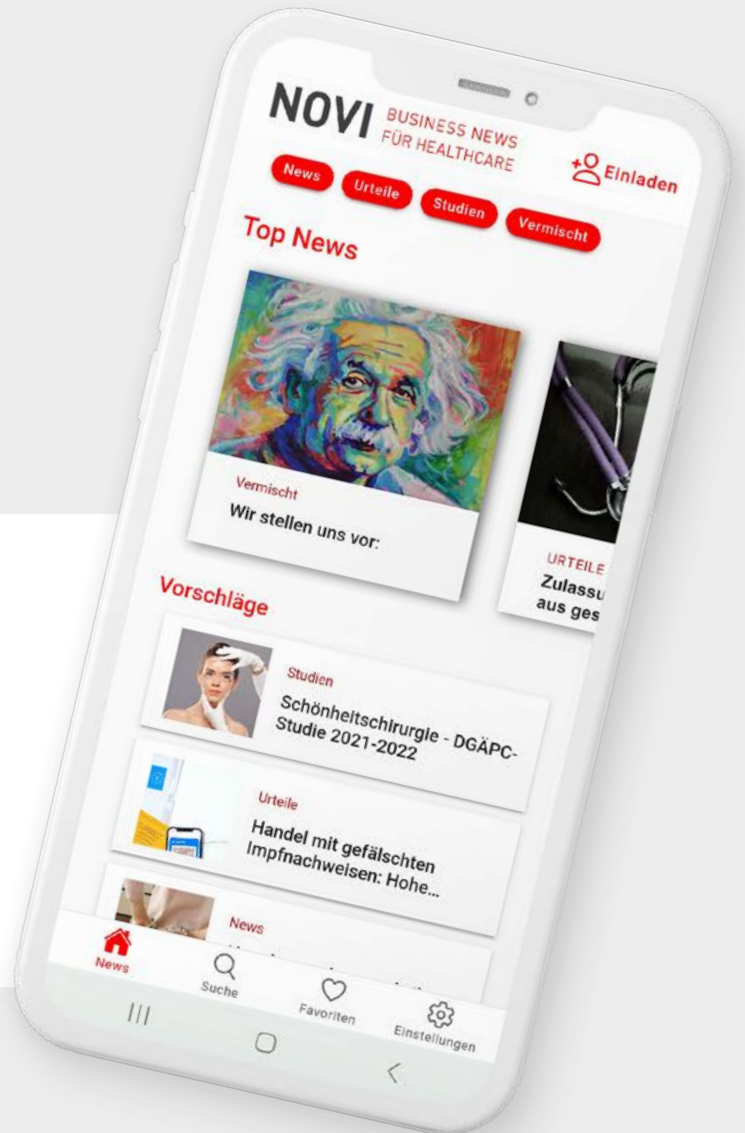 NOVI
BUSINESS NEWS
FÜR HEALTHCARE
Einladen
News
Urteile
Studien
Vermischt
Top News
Vermischt
Wir stellen uns vor:
URTEILE
Zulassu
aus ges
Vorschläge
Studien
Schönheitschirurgie - DGÄPC-
Studie 2021-2022
Urteile
Handel mit gefälschten
Impfnachweisen: Hohe...
News
News
Suche
Favoriten
Einstellungen